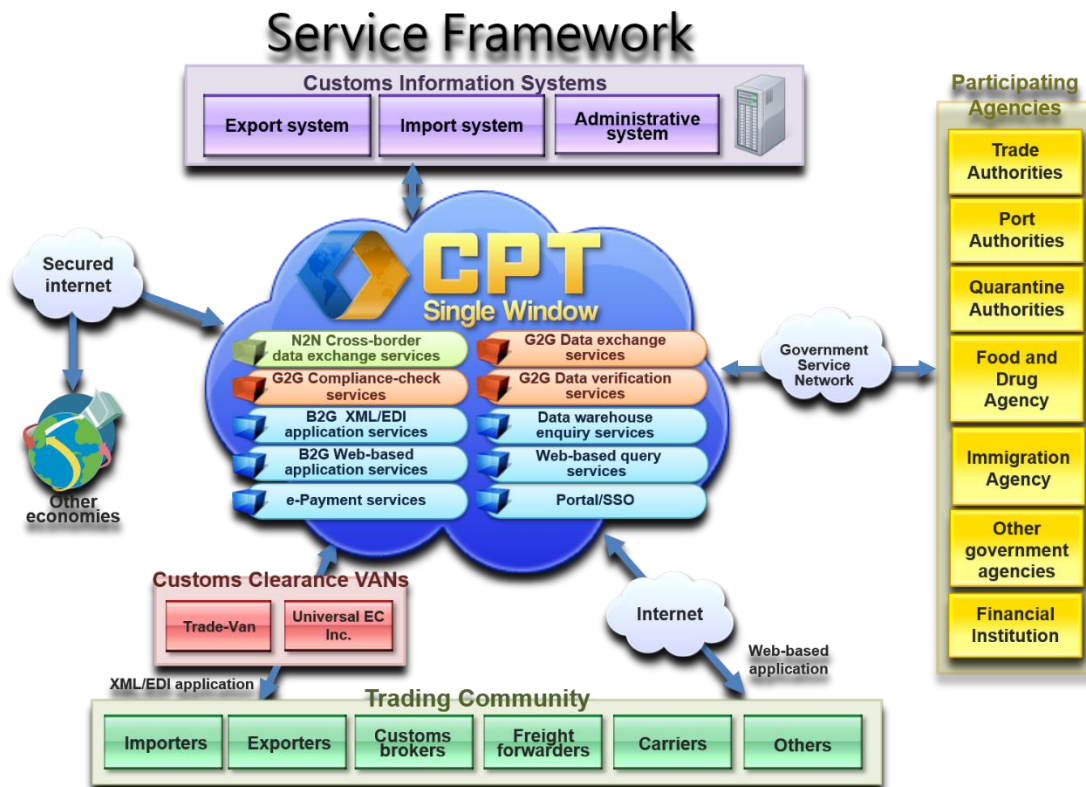 Service Framework
Customs Information Systems
Export system
Import system
Administrative
system
Participating
Agencies
Trade
Authorities
Port
Authorities
Quarantine
Authorities
Food and
Drug
Agency
Immigration
Agency
Other
government
agencies
Financial
Institution
Secured
internet
Other
economies
CPT
Single Window
N2N Cross-border
data exchange services
G2G Data exchange
services
G2G Compliance-check
services
G2G Data verification
services
B2G XML/EDI
application services
Data warehouse
enquiry services
B2G Web-based
application services
Web-based query
services
e-Payment services
Portal/SSO
Government
Service
Network
Customs Clearance VANs
Trade-Van
Universal EC
Inc.
Internet
XML/EDI application
Web-based
application
Trading Community
Importers
Exporters
Customs
brokers
Freight
forwarders
Carriers
Others